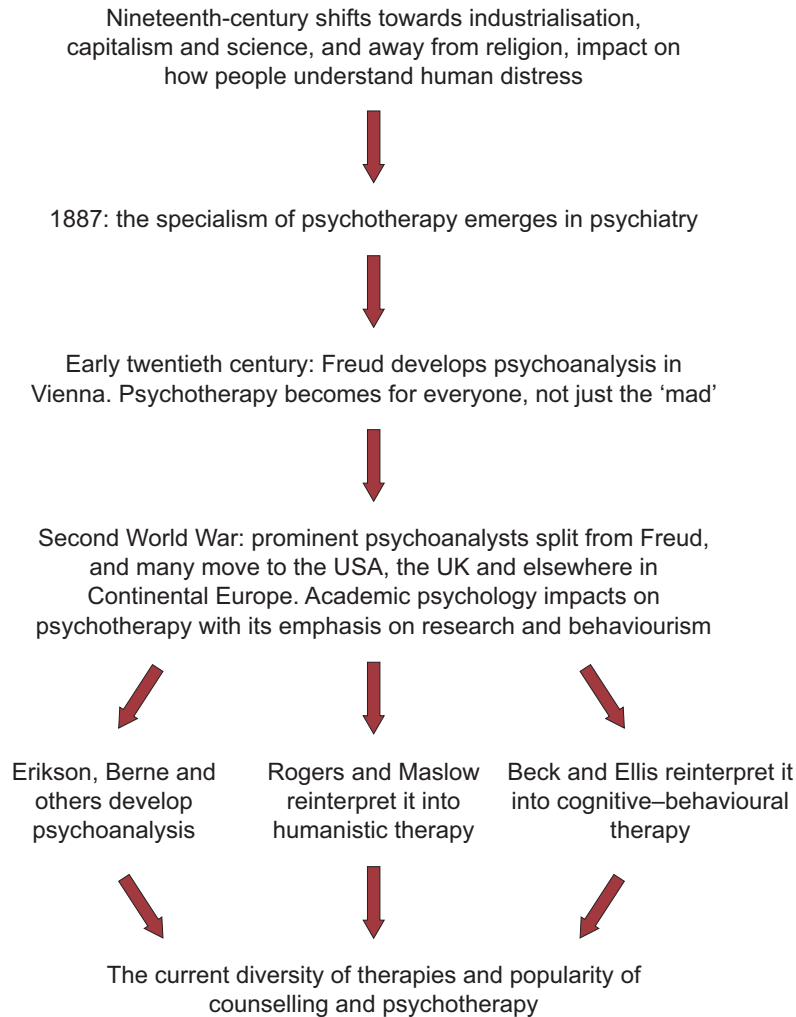 Nineteenth-century shifts towards industrialisation,
capitalism and science, and away from religion, impact on
how people understand human distress
1887: the specialism of psychotherapy emerges in psychiatry
Early twentieth century: Freud develops psychoanalysis in
Vienna. Psychotherapy becomes for everyone, not just the ‘mad’
Second World War: prominent psychoanalysts split from Freud,
and many move to the USA, the UK and elsewhere in
Continental Europe. Academic psychology impacts on
psychotherapy with its emphasis on research and behaviourism
Erikson, Berne and
others develop
psychoanalysis
Rogers and Maslow
reinterpret it into
humanistic therapy
Beck and Ellis reinterpret it
into cognitive–behavioural
therapy
The current diversity of therapies and popularity of
counselling and psychotherapy